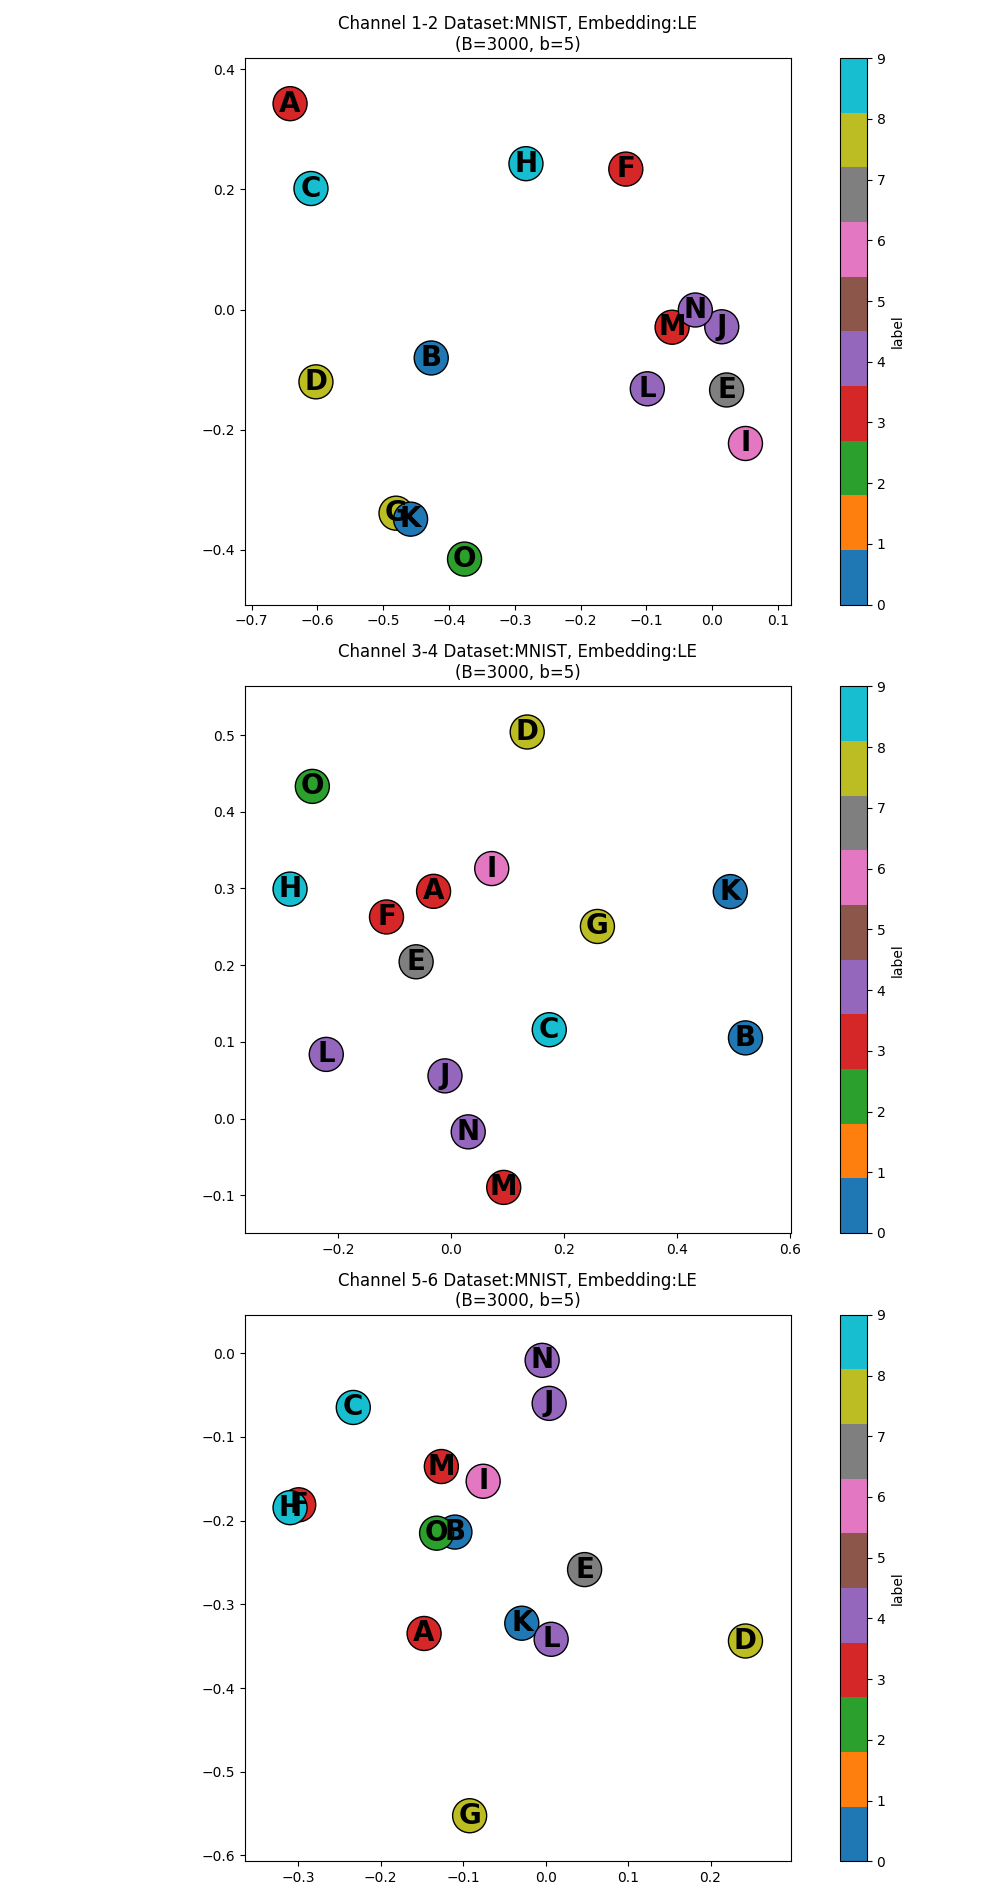 Channel 1-2 Dataset:MNIST, Embedding:LE
(B=3000, b=5)
0.4
0.2
0.0
−0.2
−0.4
A
C
H
F
N
M
J
B
D
L
E
I
G
K
O
−0.7 −0.6 −0.5 −0.4 −0.3 −0.2 −0.1 0.0 0.1
9
8
7
6
5
4
3
2
1
0
label
Channel 3-4 Dataset:MNIST, Embedding:LE
(B=3000, b=5)
0.5
0.4
0.3
0.2
0.1
0.0
−0.1
D
O
I
H
A
K
F
G
E
C
B
L
J
N
M
−0.2 0.0 0.2 0.4 0.6
9
8
7
6
5
4
3
2
1
0
label
Channel 5-6 Dataset:MNIST, Embedding:LE
(B=3000, b=5)
0.0
−0.1
−0.2
−0.3
−0.4
−0.5
−0.6
N
J
C
M
I
H
F
O
B
E
K
A
L
D
G
−0.3 −0.2 −0.1 0.0 0.1 0.2
9
8
7
6
5
4
3
2
1
0
label